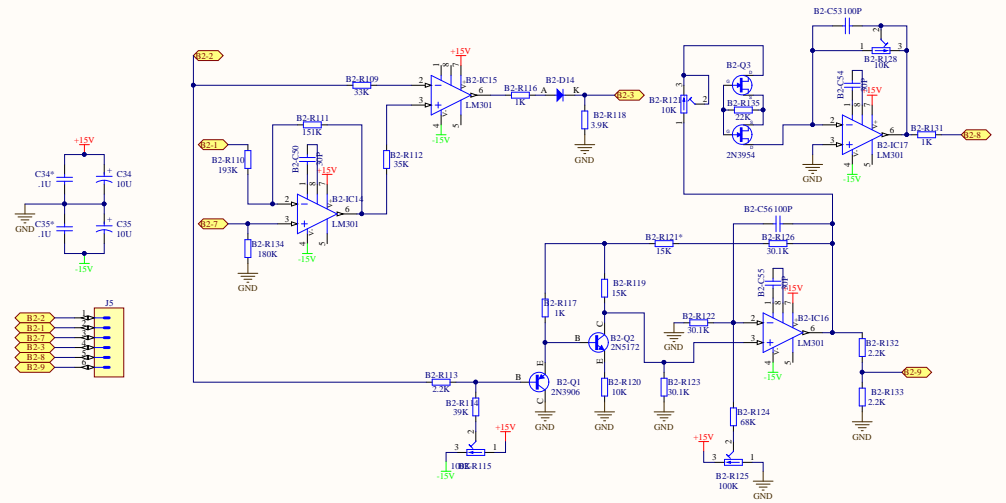 B2-C53100P
B2-2
+15V
2
1
3
B2-R128
10K
B2-Q3
B2-R109
33K
B2-IC15
LM301
B2-R116
1K
A
B2-D14
K
B2-3
B2-R118
3.9K
GND
-15V
B2-R135
22K
2N3954
B2-C54
30P
+15V
B2-IC17
LM301
B2-R131
1K
B2-8
GND
-15V
B2-R111
151K
B2-1
B2-R110
193K
B2-C50
30P
+15V
B2-R112
35K
B2-IC14
LM301
B2-7
B2-R134
180K
GND
-15V
+15V
C34*
.1U
C34
10U
GND
C35*
.1U
C35
10U
-15V
J5
B2-2
B2-1
B2-7
B2-3
B2-8
B2-9
B2-C56100P
B2-R121*
15K
B2-R126
30.1K
B2-R117
1K
B2-R119
15K
B2-C55
30P
+15V
B2-R122
30.1K
GND
B2-IC16
LM301
-15V
B2-R132
2.2K
B2-9
B2-R133
2.2K
GND
B2-Q2
2N5172
B2-R113
2.2K
B2-Q1
2N3906
B2-R120
10K
B2-R123
30.1K
GND
GND
GND
39K
+15V
B2-R124
68K
+15V
B2-R125
100K
GND
-15V